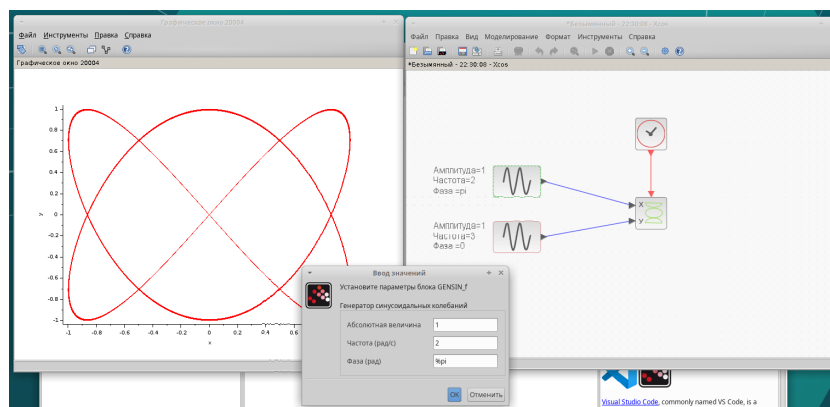 Графическое окно 20004
Файл Инструменты Правка Справка
Графическое окно 20004
1
0.8
0.6
0.4
0.2
0
-0.2
-0.4
-0.6
-0.8
-1
y
-1 -0.8 -0.6 -0.4 -0.2 0 0.2 0.4 0.6
x
*Безымянный - 22:30:08 - Xcos
Файл Правка Вид Моделирование Формат Инструменты Справка
*Безымянный - 22:30:08 - Xcos
Амплитуда=1
Частота=2
Фаза =pi
Амплитуда=1
Частота=3
Фаза =0
X
У
Ввод значений
Установите параметры блока GENSIN_f
Генератор синусоидальных колебаний
Абсолютная величина 1
Частота (рад/с) 2
Фаза (рад) %pi
OK Отменить
Visual Studio Code, commonly named VS Code, is a